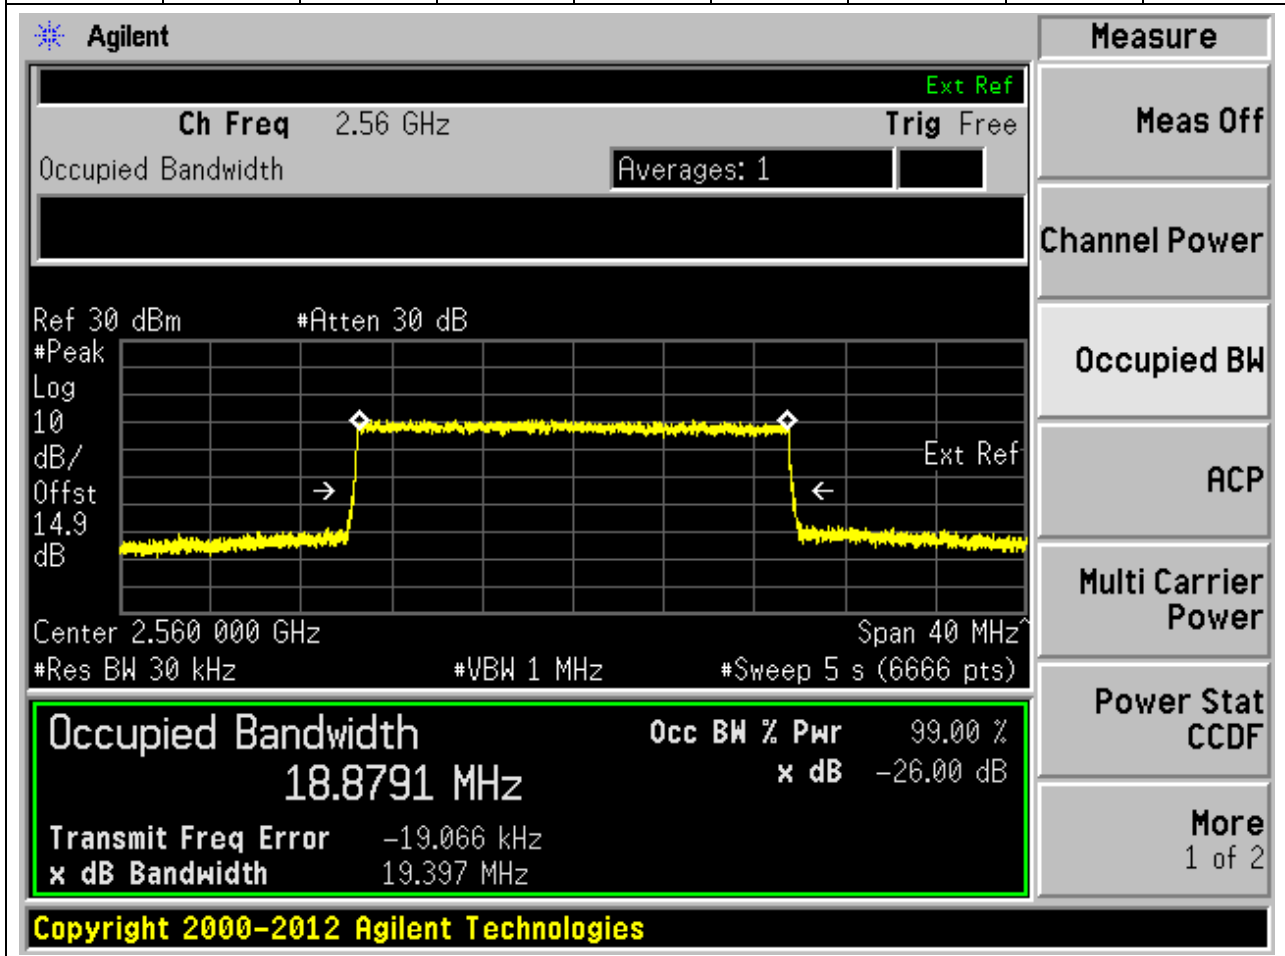 Agilent
Measure
Ext Ref
Ch Freq 2.56 GHz Trig Free
Occupied Bandwidth Averages: 1
Meas Off
Channel Power
Occupied BW
ACP
Multi Carrier
Power
Power Stat
CCDF
More
1 of 2
Ref 30 dBm #Atten 30 dB
#Peak
Log
10
dB/
Offst
14.9
dB
Ext Ref
Center 2.560 000 GHz Span 40 MHz^
#Res BW 30 kHz #VBW 1 MHz #Sweep 5 s (6666 pts)
Occupied Bandwidth
18.8791 MHz
Occ BW % Pwr 99.00 %
x dB -26.00 dB
Transmit Freq Error -19.066 kHz
x dB Bandwidth 19.397 MHz
Copyright 2000-2012 Agilent Technologies